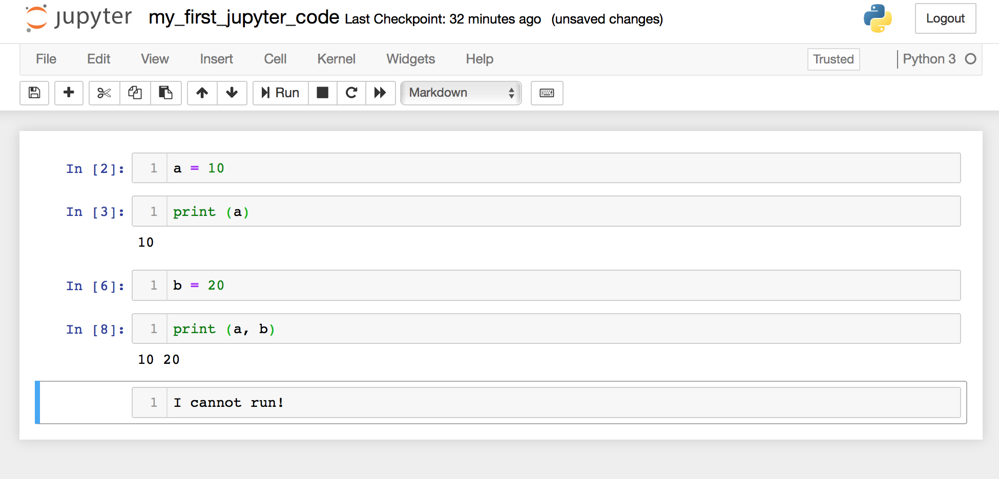 jupyter my_first_jupyter_code Last Checkpoint: 32 minutes ago (unsaved changes) Logout
File Edit View Insert Cell Kernel Widgets Help Trusted Python 3
Run Markdown
In [2]: 1 a = 10
In [3]: 1 print (a)
10
In [6]: 1 b = 20
In [8]: 1 print (a, b)
10 20
1 I cannot run!